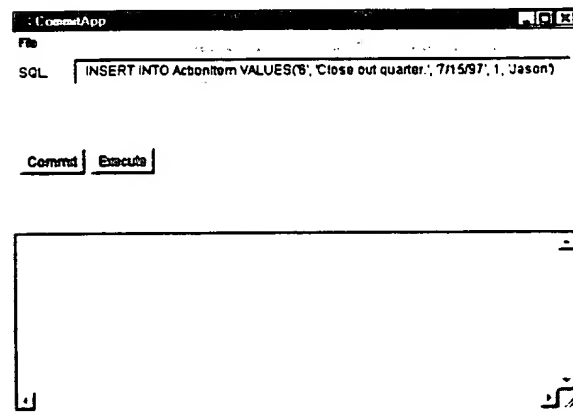 CommitApp
File
SQL INSERT INTO ActionItem VALUES('6', 'Close out quarter.', '7/15/97', 1, 'Jason')
Commit Execute